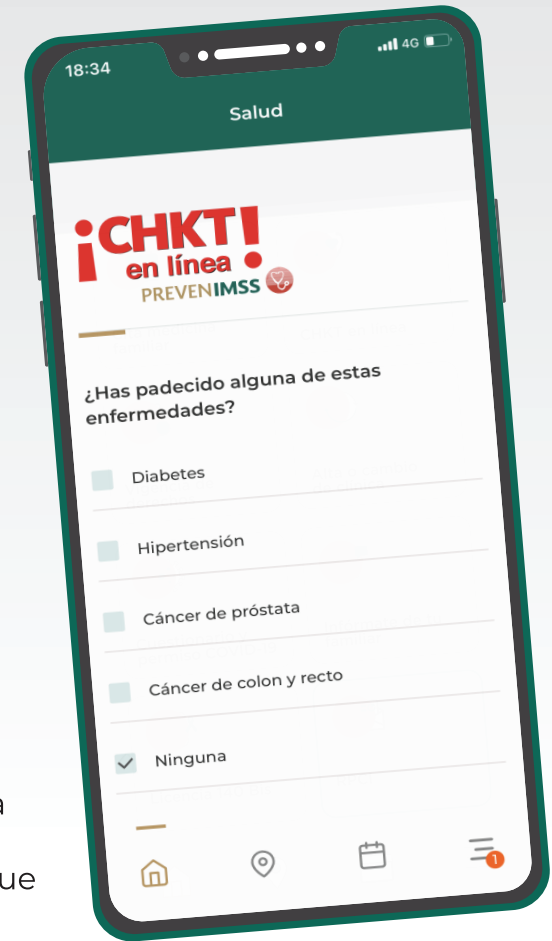 18:34
4G
Salud
¡CHKT!
en línea
PREVENIMSS
¿Has padecido alguna de estas
enfermedades?
Diabetes
Hipertensión
Cáncer de próstata
Cáncer de colon y recto
Ninguna
1